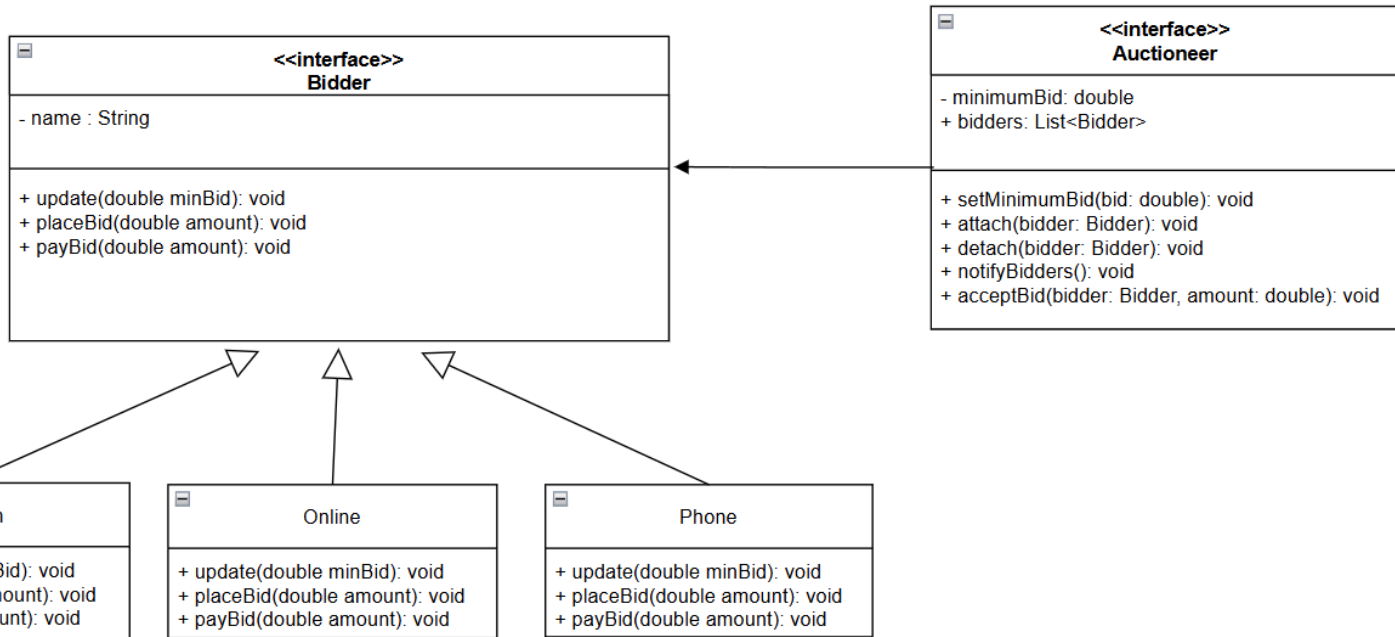 <<interface>>
Bidder
- name : String
+ update(double minBid): void
+ placeBid(double amount): void
+ payBid(double amount): void
<<interface>>
Auctioneer
- minimumBid: double
+ bidders: List<Bidder>
+ setMinimumBid(bid: double): void
+ attach(bidder: Bidder): void
+ detach(bidder: Bidder): void
+ notifyBidders(): void
+ acceptBid(bidder: Bidder, amount: double): void
): void
): void
): void
Online
+ update(double minBid): void
+ placeBid(double amount): void
+ payBid(double amount): void
Phone
+ update(double minBid): void
+ placeBid(double amount): void
+ payBid(double amount): void